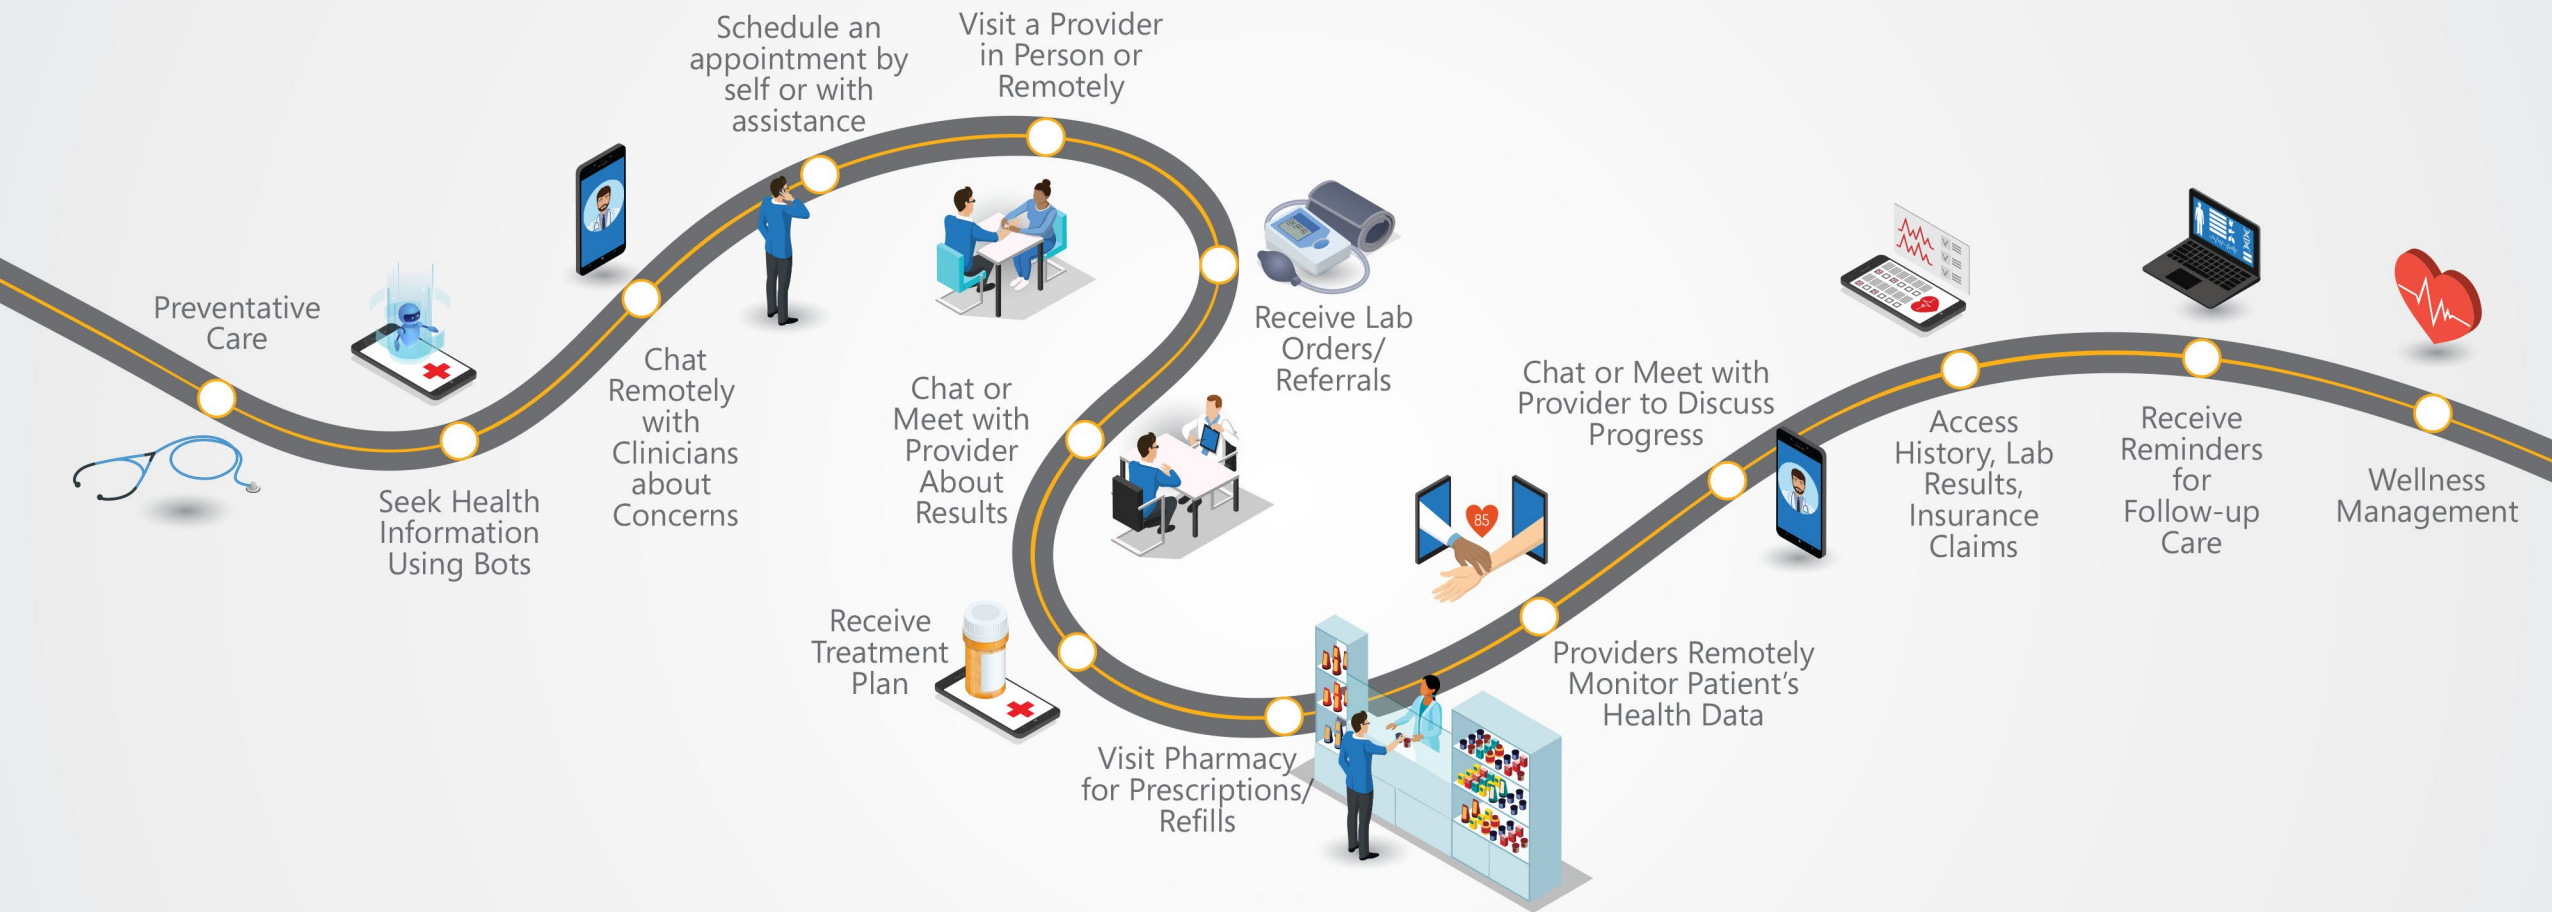 Preventative
Care
Seek Health
Information
Using Bots
Chat
Remotely
with
Clinicians
about
Concerns
Schedule an
appointment by
self or with
assistance
Visit a Provider
in Person or
Remotely
Receive Lab
Orders/
Referrals
Chat or
Meet with
Provider
About
Results
Receive
Treatment
Plan
Visit Pharmacy
for Prescriptions/
Refills
85
Providers Remotely
Monitor Patient’s
Health Data
Chat or Meet with
Provider to Discuss
Progress
Access
History, Lab
Results,
Insurance
Claims
Receive
Reminders
for
Follow-up
Care
Wellness
Management